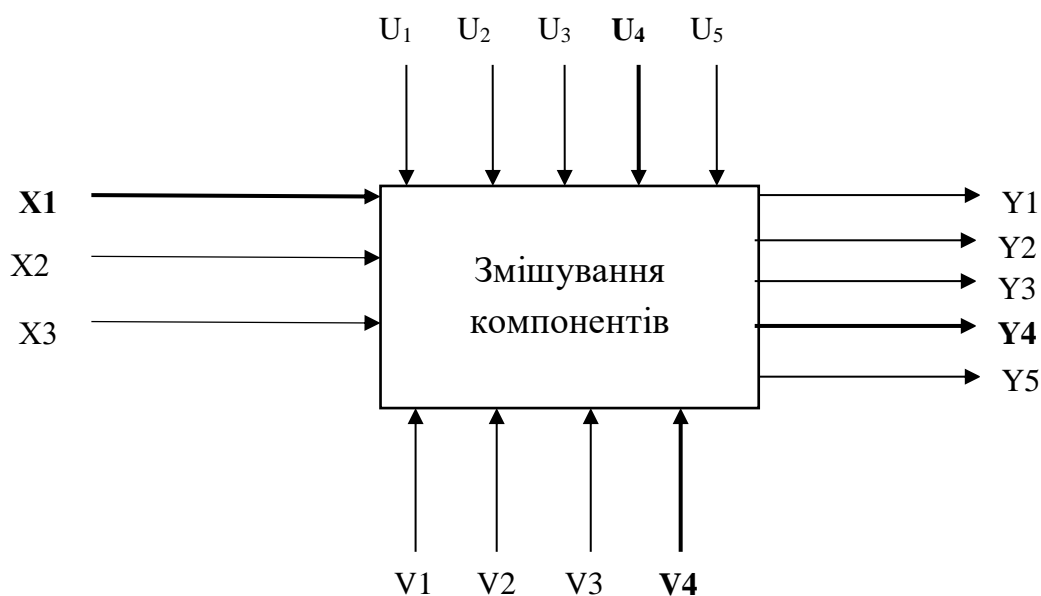 U₁ U₂ U₃ U₄ U₅
X1
X2
X3
Змішування
компонентів
Y1
Y2
Y3
Y4
Y5
V1 V2 V3 V4